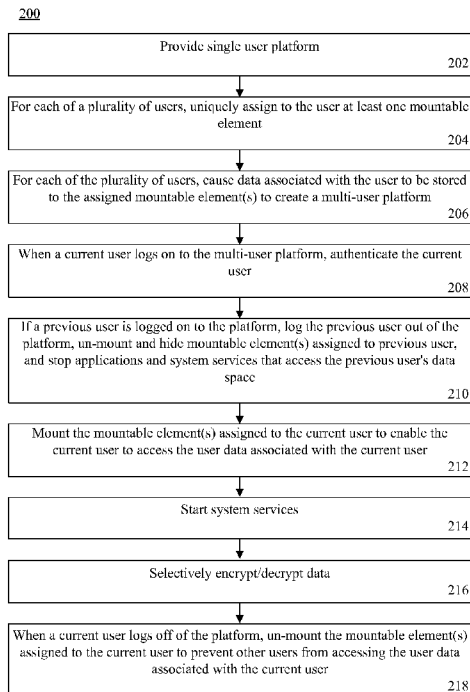 200
Provide single user platform
202
For each of a plurality of users, uniquely assign to the user at least one mountable
element
204
For each of the plurality of users, cause data associated with the user to be stored
to the assigned mountable element(s) to create a multi-user platform
206
When a current user logs on to the multi-user platform, authenticate the current
user
208
If a previous user is logged on to the platform, log the previous user out of the
platform, un-mount and hide mountable element(s) assigned to previous user,
and stop applications and system services that access the previous user's data
space
210
Mount the mountable element(s) assigned to the current user to enable the
current user to access the user data associated with the current user
212
Start system services
214
Selectively encrypt/decrypt data
216
When a current user logs off of the platform, un-mount the mountable element(s)
assigned to the current user to prevent other users from accessing the user data
associated with the current user
218